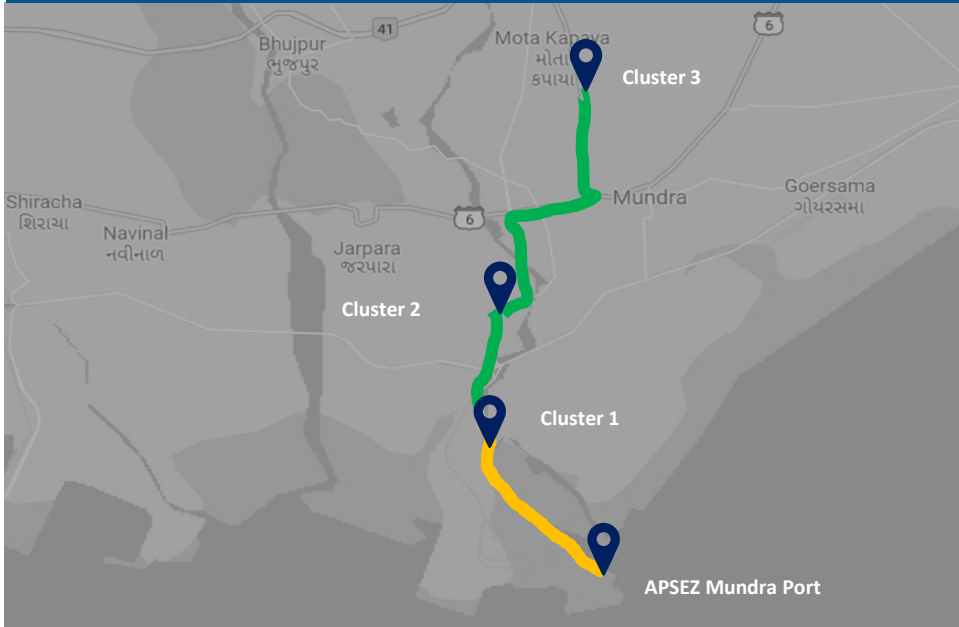 41
6
Bhujpur
ભુજપુર
Mota Kapaya
મોતા
કપાયા
Cluster 3
Shiracha
શિરાચા
Navinal
નવીનાળ
6
Mundra
Goersama
ગોયરસમા
Jarpara
જરપારા
Cluster 2
Cluster 1
APSEZ Mundra Port